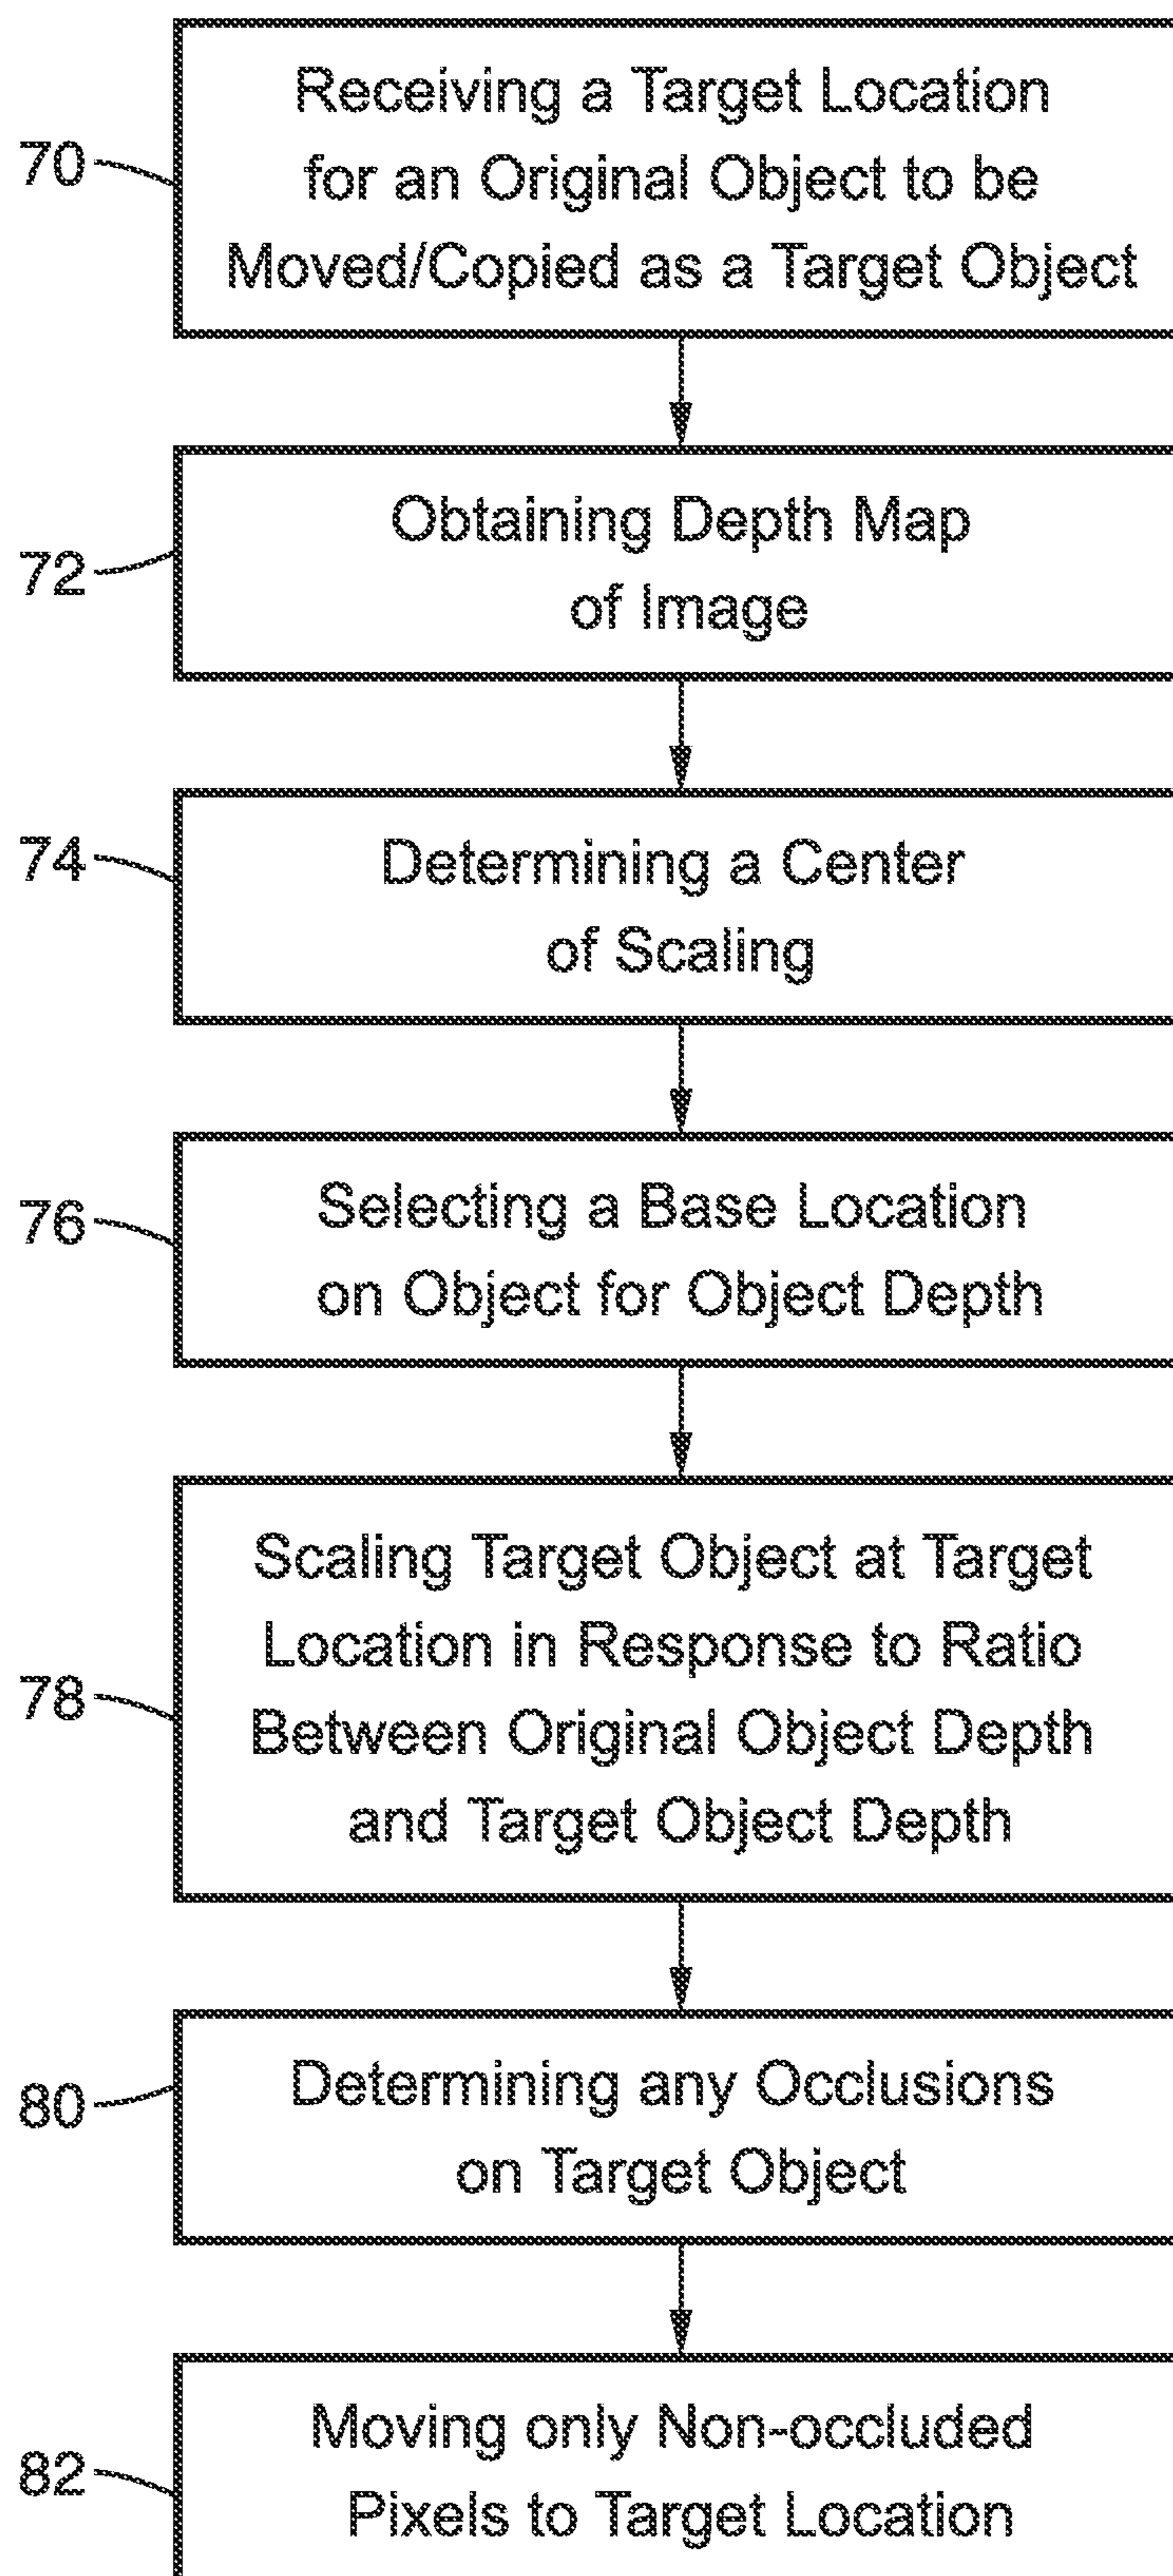 70
Receiving a Target Location
for an Original Object to be
Moved/Copied as a Target Object
72
Obtaining Depth Map
of Image
74
Determining a Center
of Scaling
76
Selecting a Base Location
on Object for Object Depth
78
Scaling Target Object at Target
Location in Response to Ratio
Between Original Object Depth
and Target Object Depth
80
Determining any Occlusions
on Target Object
82
Moving only Non-occluded
Pixels to Target Location